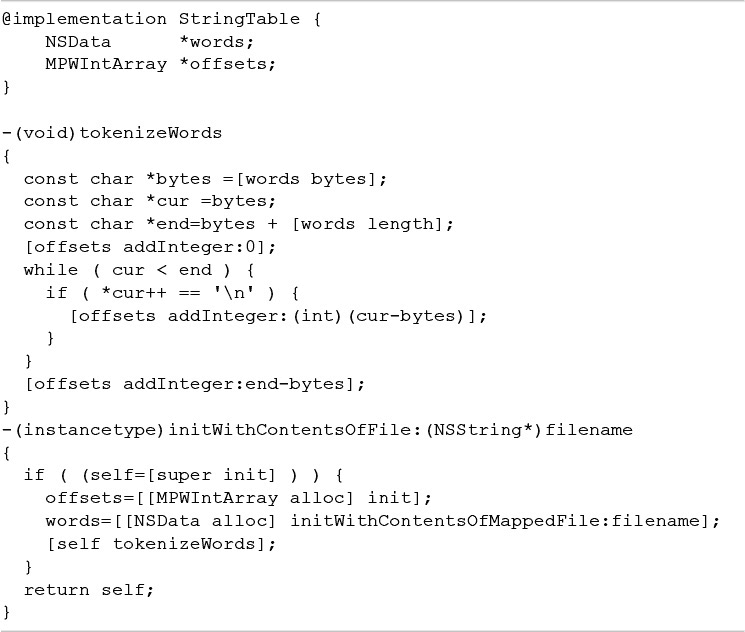 @implementation StringTable {
    NSData      *words;
    MPWIntArray *offsets;
}

-(void)tokenizeWords
{
  const char *bytes =[words bytes];
  const char *cur =bytes;
  const char *end=bytes + [words length];
  [offsets addInteger:0];
  while ( cur < end ) {
    if ( *cur++ == '\n' ) {
      [offsets addInteger:(int)(cur-bytes)];
    }
  }
  [offsets addInteger:end-bytes];
}
-(instancetype)initWithContentsOfFile:(NSString*)filename
{
  if ( (self=[super init] ) ) {
    offsets=[[MPWIntArray alloc] init];
    words=[[NSData alloc] initWithContentsOfMappedFile:filename];
    [self tokenizeWords];
  }
  return self;
}